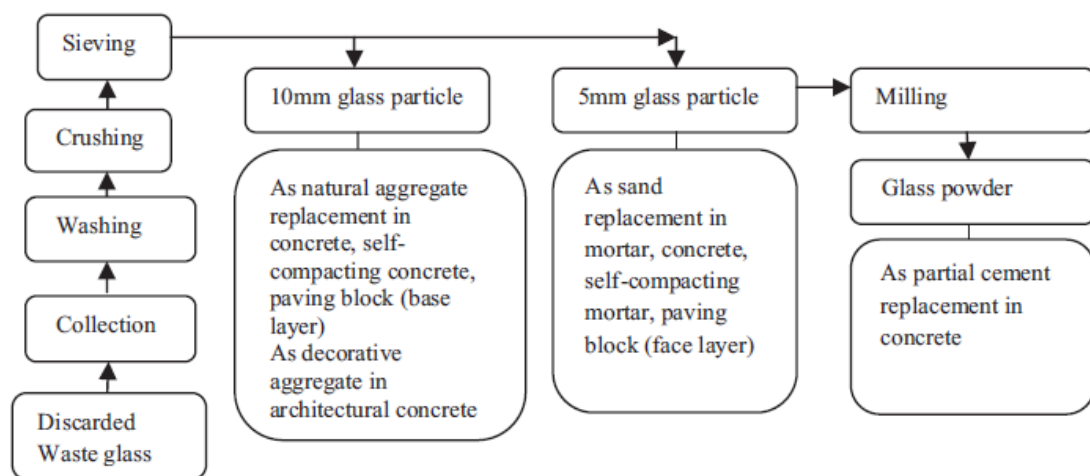 Sieving
Crushing
Washing
Collection
Discarded
Waste glass
10mm glass particle
As natural aggregate
replacement in
concrete, self-
compacting concrete,
paving block (base
layer)
As decorative
aggregate in
architectural concrete
5mm glass particle
As sand
replacement in
mortar, concrete,
self-compacting
mortar, paving
block (face layer)
Milling
Glass powder
As partial cement
replacement in
concrete